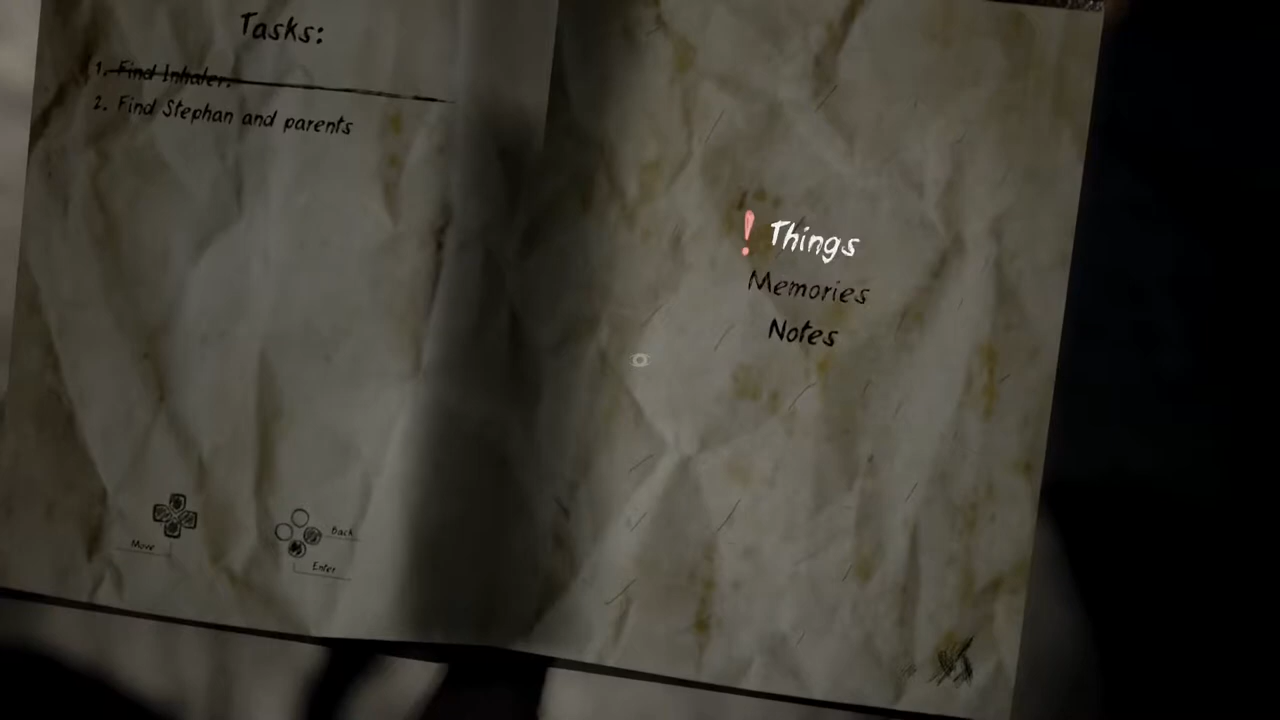 Tasks:
1. Find Inhaler.
2. Find Stephan and parents
! Things
Memories
Notes
Back
Move
Enter